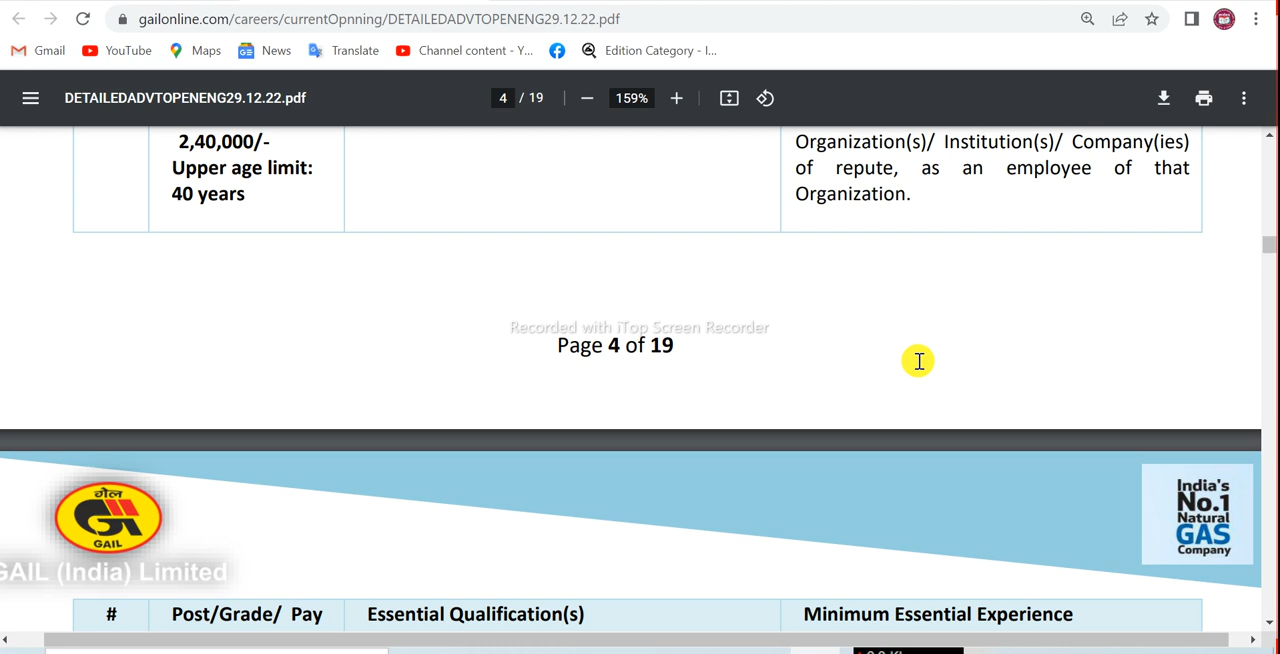 gailonline.com/careers/currentOpnning/DETAILEDADVTOPENENG29.12.22.pdf
Gmail YouTube Maps News Translate Channel content - Y... Edition Category - I...
DETAILEDADVTOPENENG29.12.22.pdf 4 / 19 159%
2,40,000/-
Upper age limit:
40 years
Organization(s)/ Institution(s)/ Company(ies)
of repute, as an employee of that
Organization.
Recorded with iTop Screen Recorder
Page 4 of 19
गेल
GAIL
GAIL (India) Limited
India's
No.1
Natural
GAS
Company
# Post/Grade/ Pay Essential Qualification(s) Minimum Essential Experience